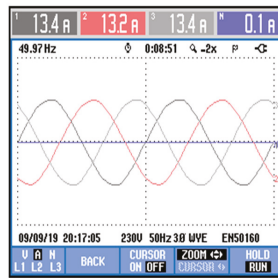 1 13.4 A 2 13.2 A 3 13.4 A N 0.1 A
49.97Hz 0:08:51 -2x
09/09/19 20:17:05 230V 50Hz 3Ø WYE EN50160
V A N
L1 L2 L3
BACK
CURSOR
ON OFF
ZOOM
CURSOR
HOLD
RUN